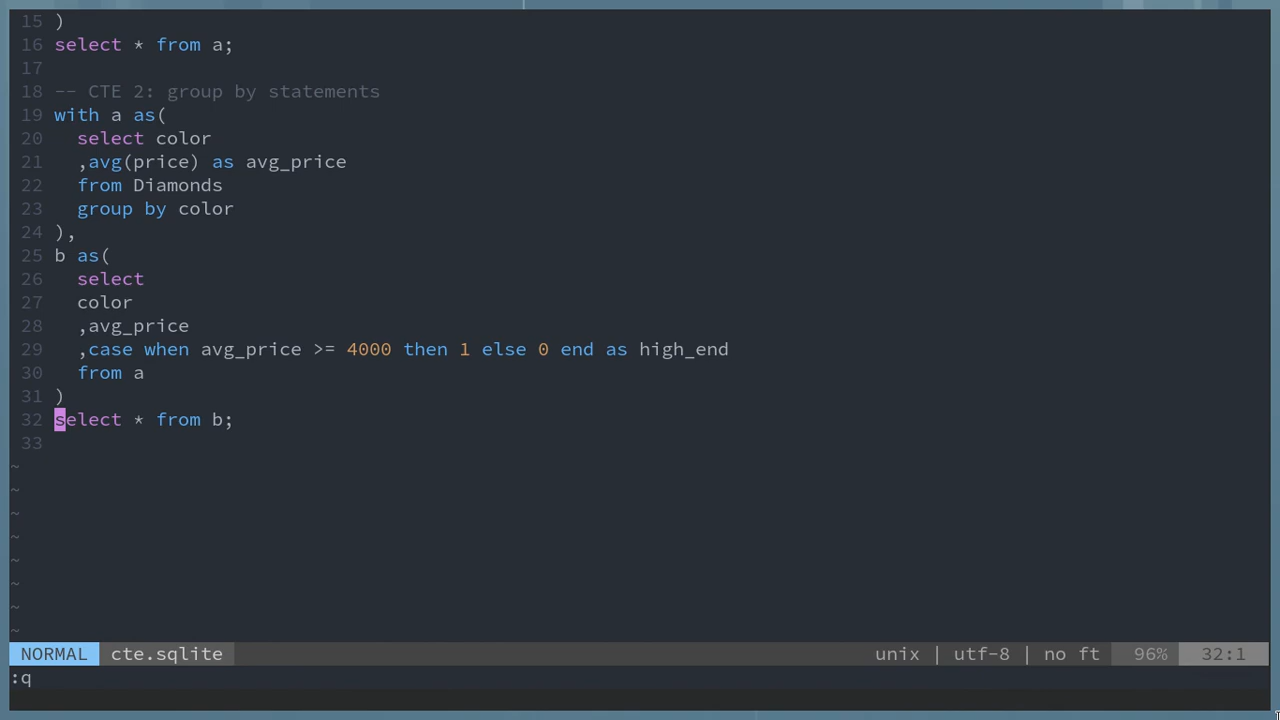 15 )
16 select * from a;
17
18 -- CTE 2: group by statements
19 with a as(
20   select color
21   ,avg(price) as avg_price
22   from Diamonds
23   group by color
24 ),
25 b as(
26   select
27   color
28   ,avg_price
29   ,case when avg_price >= 4000 then 1 else 0 end as high_end
30   from a
31 )
32 select * from b;
33
~
~
~
~
~
~
~
~
NORMAL cte.sqlite unix | utf-8 | no ft 96% 32:1
:q